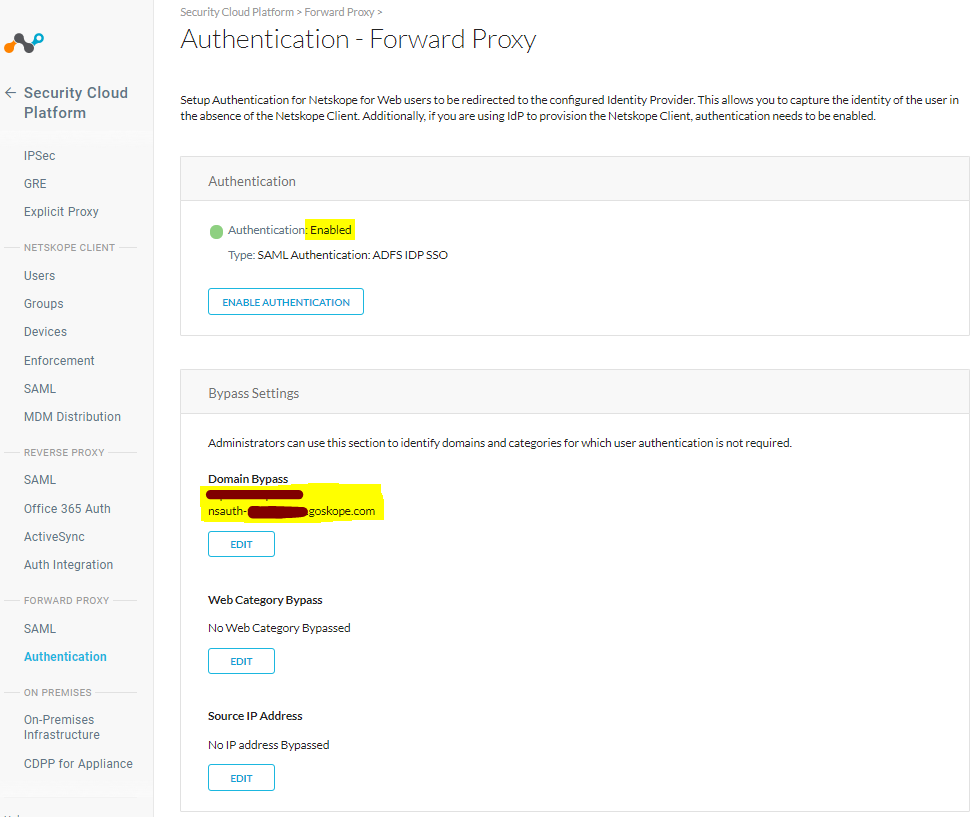 Security Cloud Platform > Forward Proxy >
Authentication - Forward Proxy
Security Cloud
Platform
IPSec
GRE
Explicit Proxy
NETSKOPE CLIENT
Users
Groups
Devices
Enforcement
SAML
MDM Distribution
REVERSE PROXY
SAML
Office 365 Auth
ActiveSync
Auth Integration
FORWARD PROXY
SAML
Authentication
ON PREMISES
On-Premises
Infrastructure
CDPP for Appliance
Setup Authentication for Netskope for Web users to be redirected to the configured Identity Provider. This allows you to capture the identity of the user in
the absence of the Netskope Client. Additionally, if you are using IdP to provision the Netskope Client, authentication needs to be enabled.
Authentication
Authentication: Enabled
Type: SAML Authentication: ADFS IDP SSO
ENABLE AUTHENTICATION
Bypass Settings
Administrators can use this section to identify domains and categories for which user authentication is not required.
Domain Bypass
nsauth- goskope.com
EDIT
Web Category Bypass
No Web Category Bypassed
EDIT
Source IP Address
No IP address Bypassed
EDIT